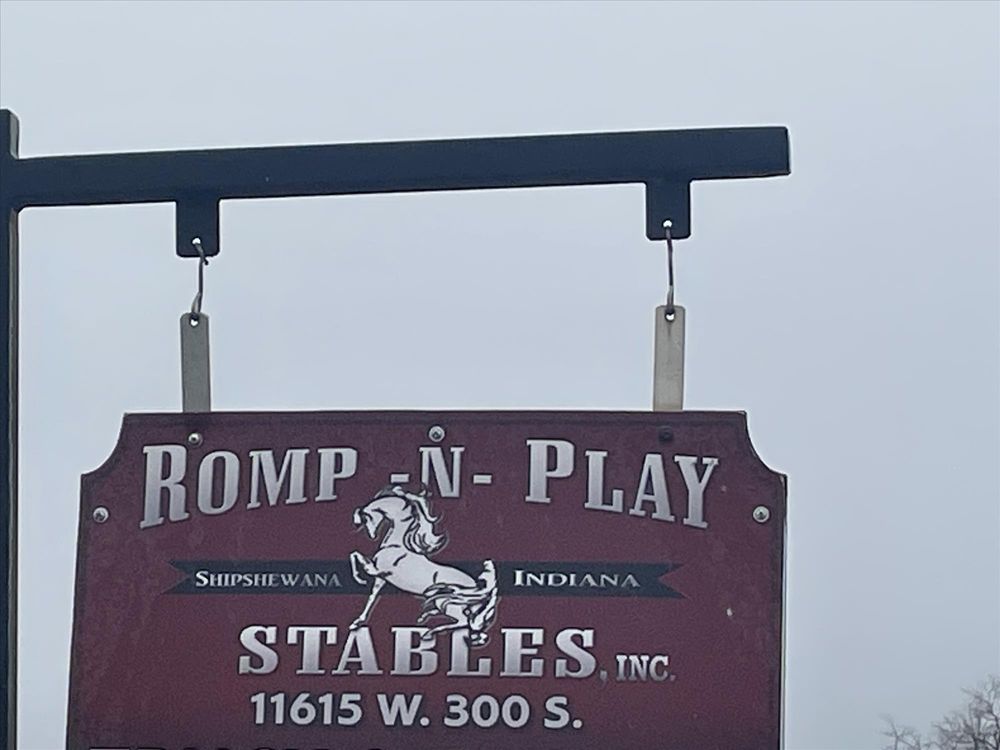 ROMP -N- PLAY
SHIPSHEWANA INDIANA
STABLES, INC.
11615 W. 300 S.